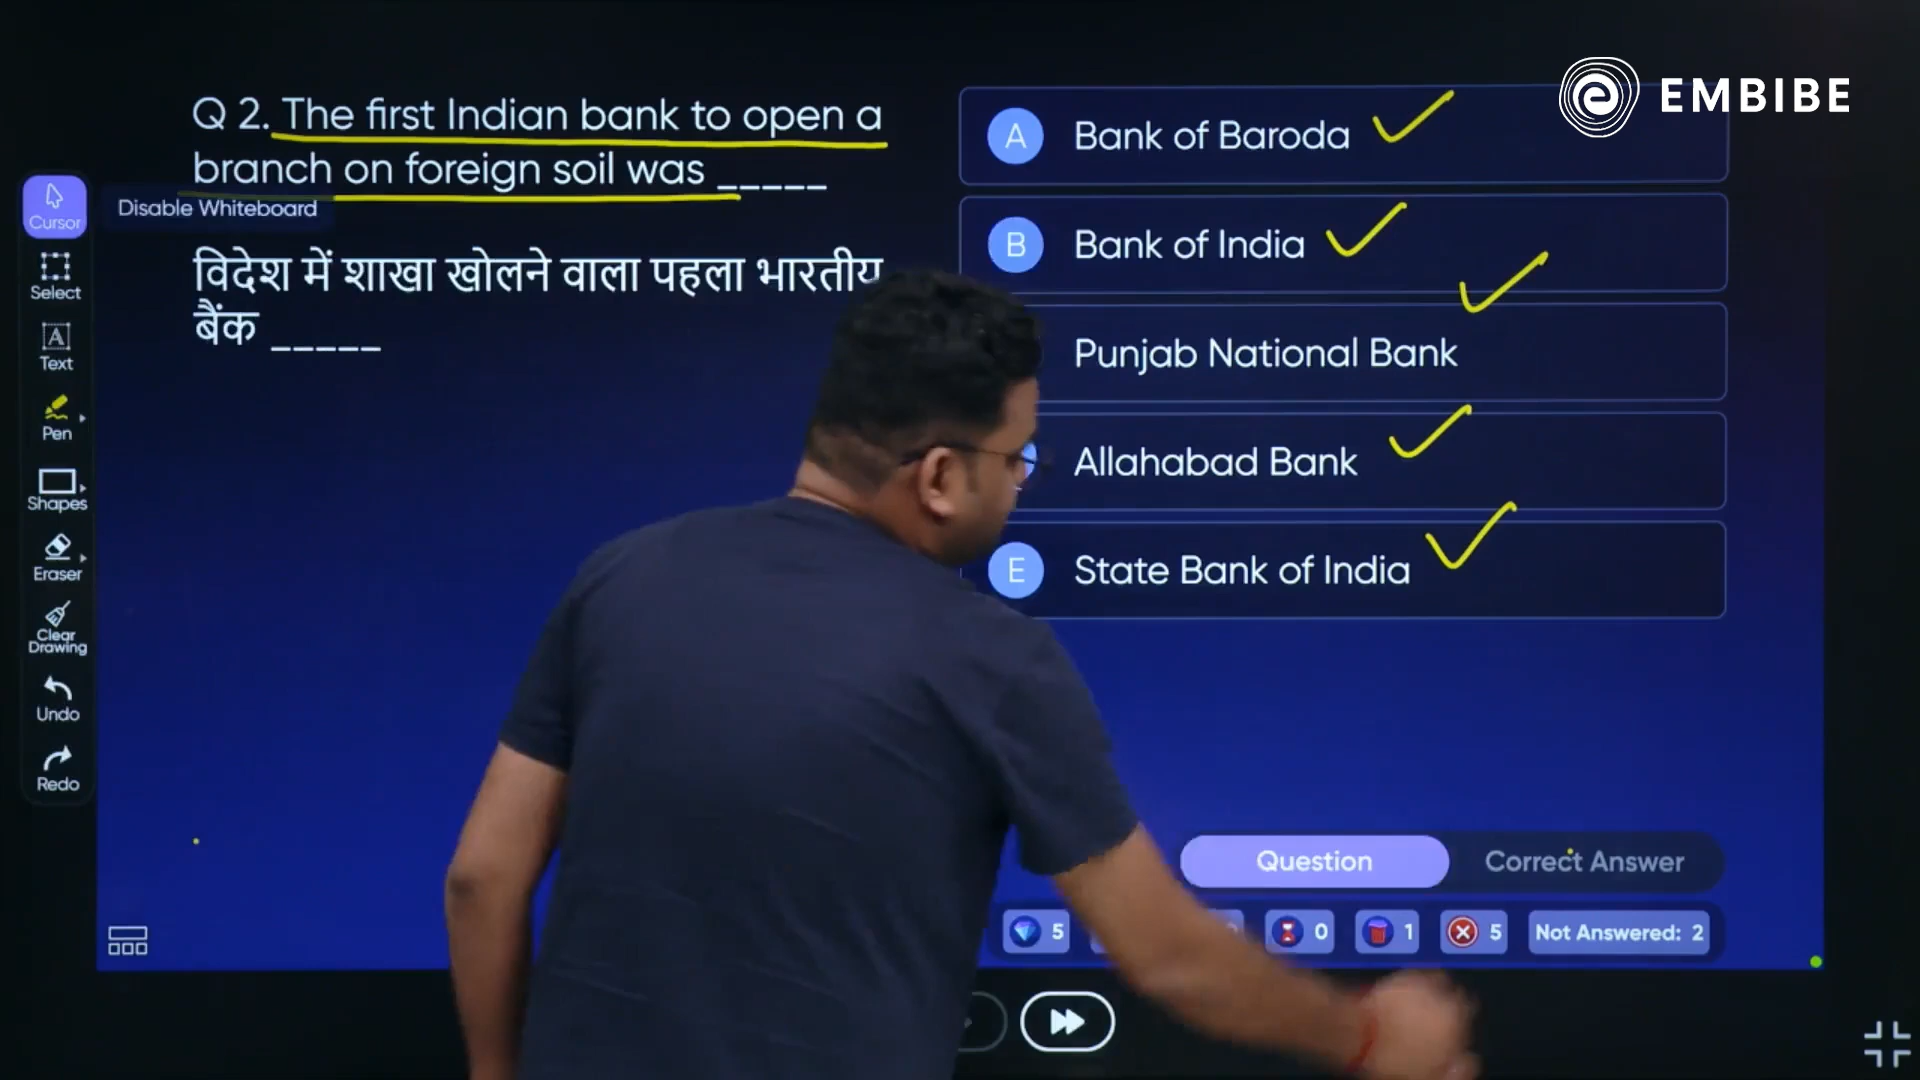 EMBIBE
Q 2. The first Indian bank to open a
branch on foreign soil was _____
विदेश में शाखा खोलने वाला पहला भारतीय
बैंक _____
A Bank of Baroda
B Bank of India
Punjab National Bank
Allahabad Bank
E State Bank of India
Cursor
Disable Whiteboard
Select
A
Text
Pen
Shapes
Eraser
Clear
Drawing
Undo
Redo
Question
Correct Answer
5
0
1
5
Not Answered: 2